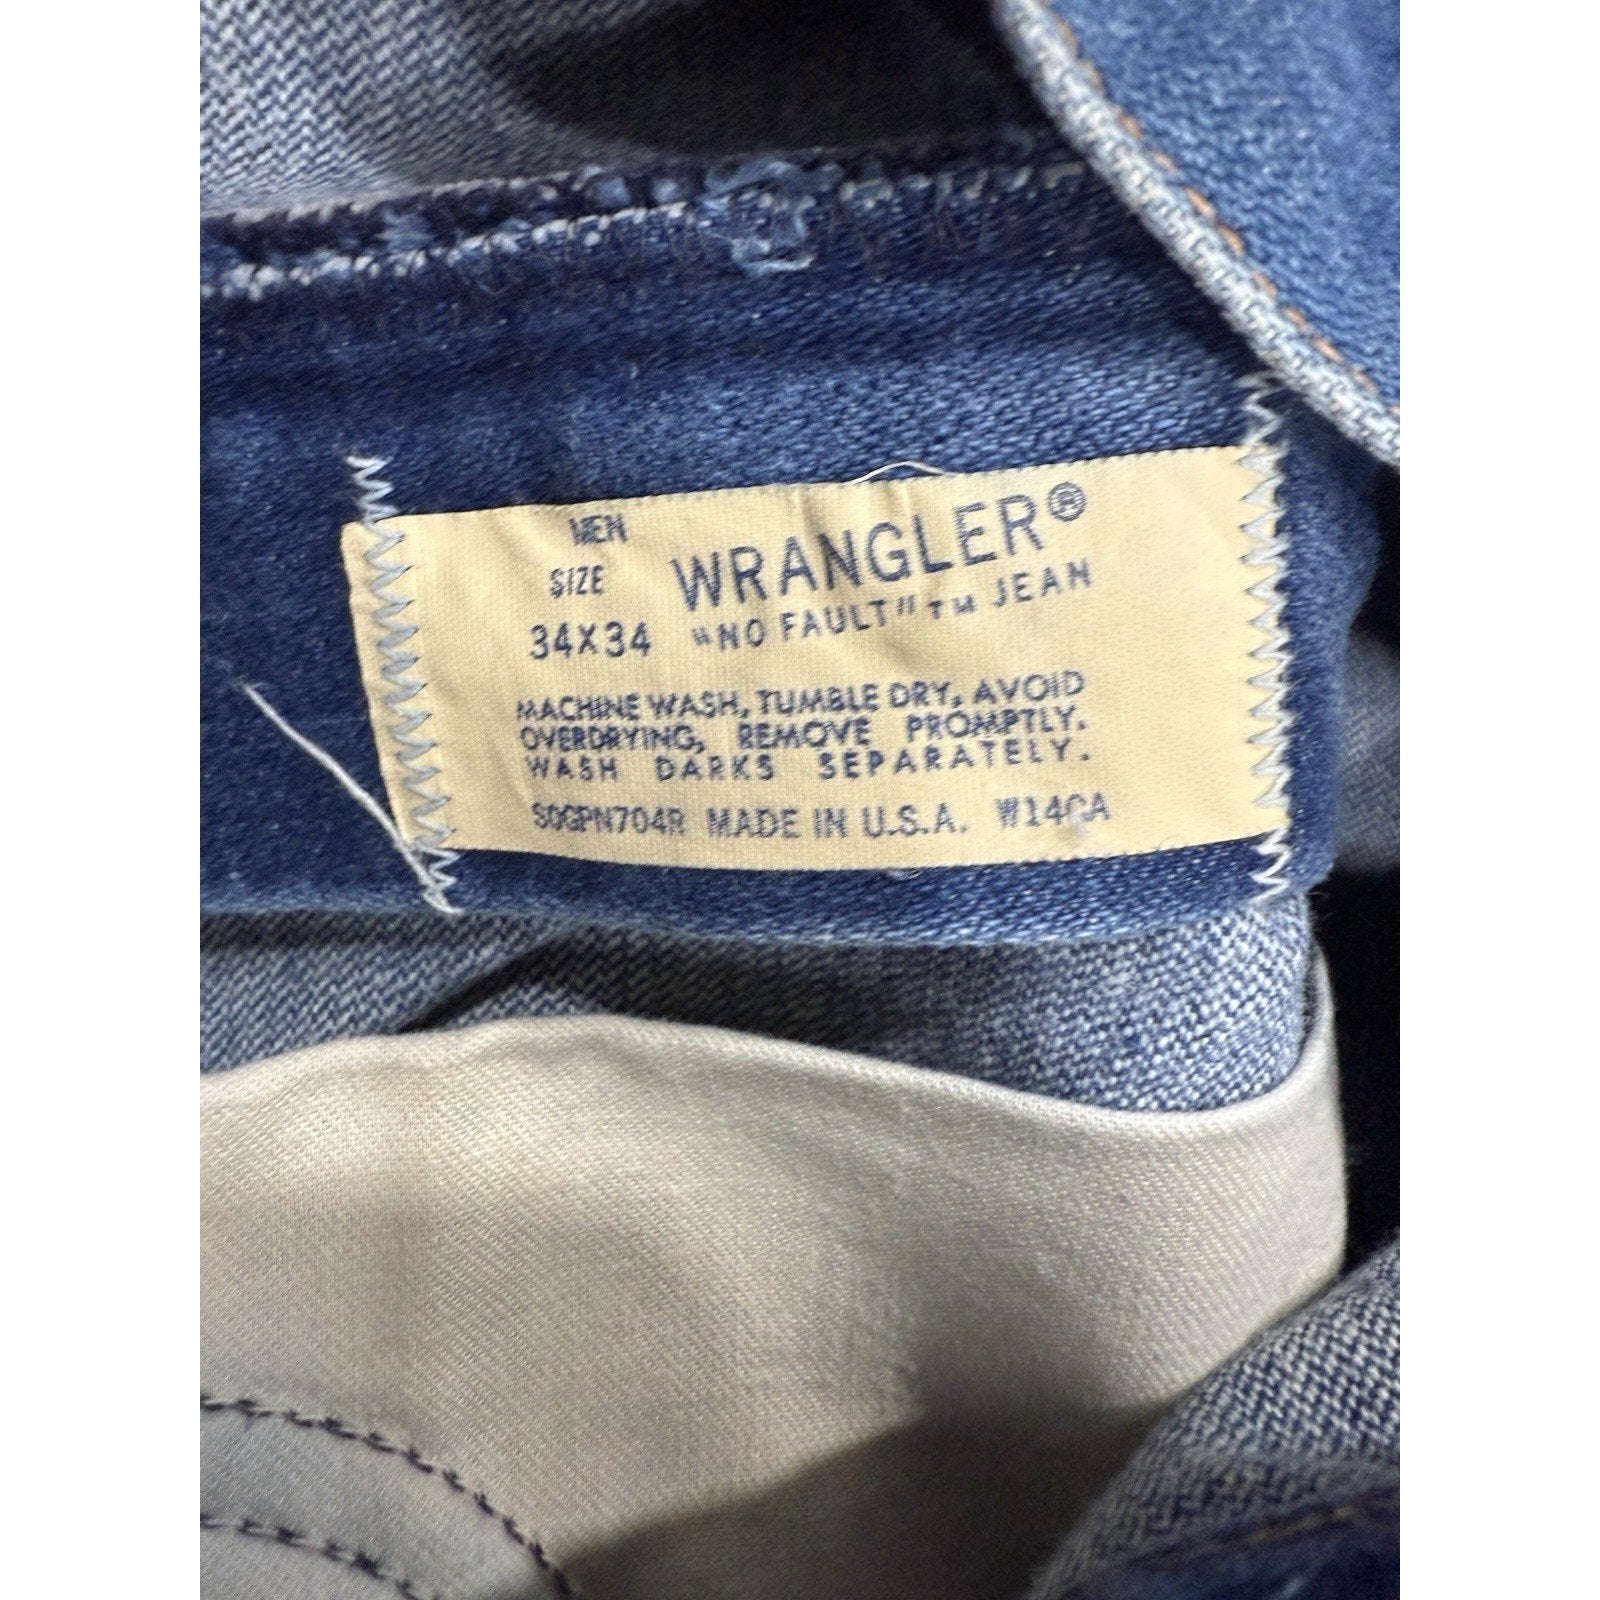 MEN
SIZE
34X34
WRANGLER®
"NO FAULT"™ JEAN
MACHINE WASH, TUMBLE DRY, AVOID
OVERDRYING, REMOVE PROMPTLY.
WASH DARKS SEPARATELY.
MADE IN U.S.A.